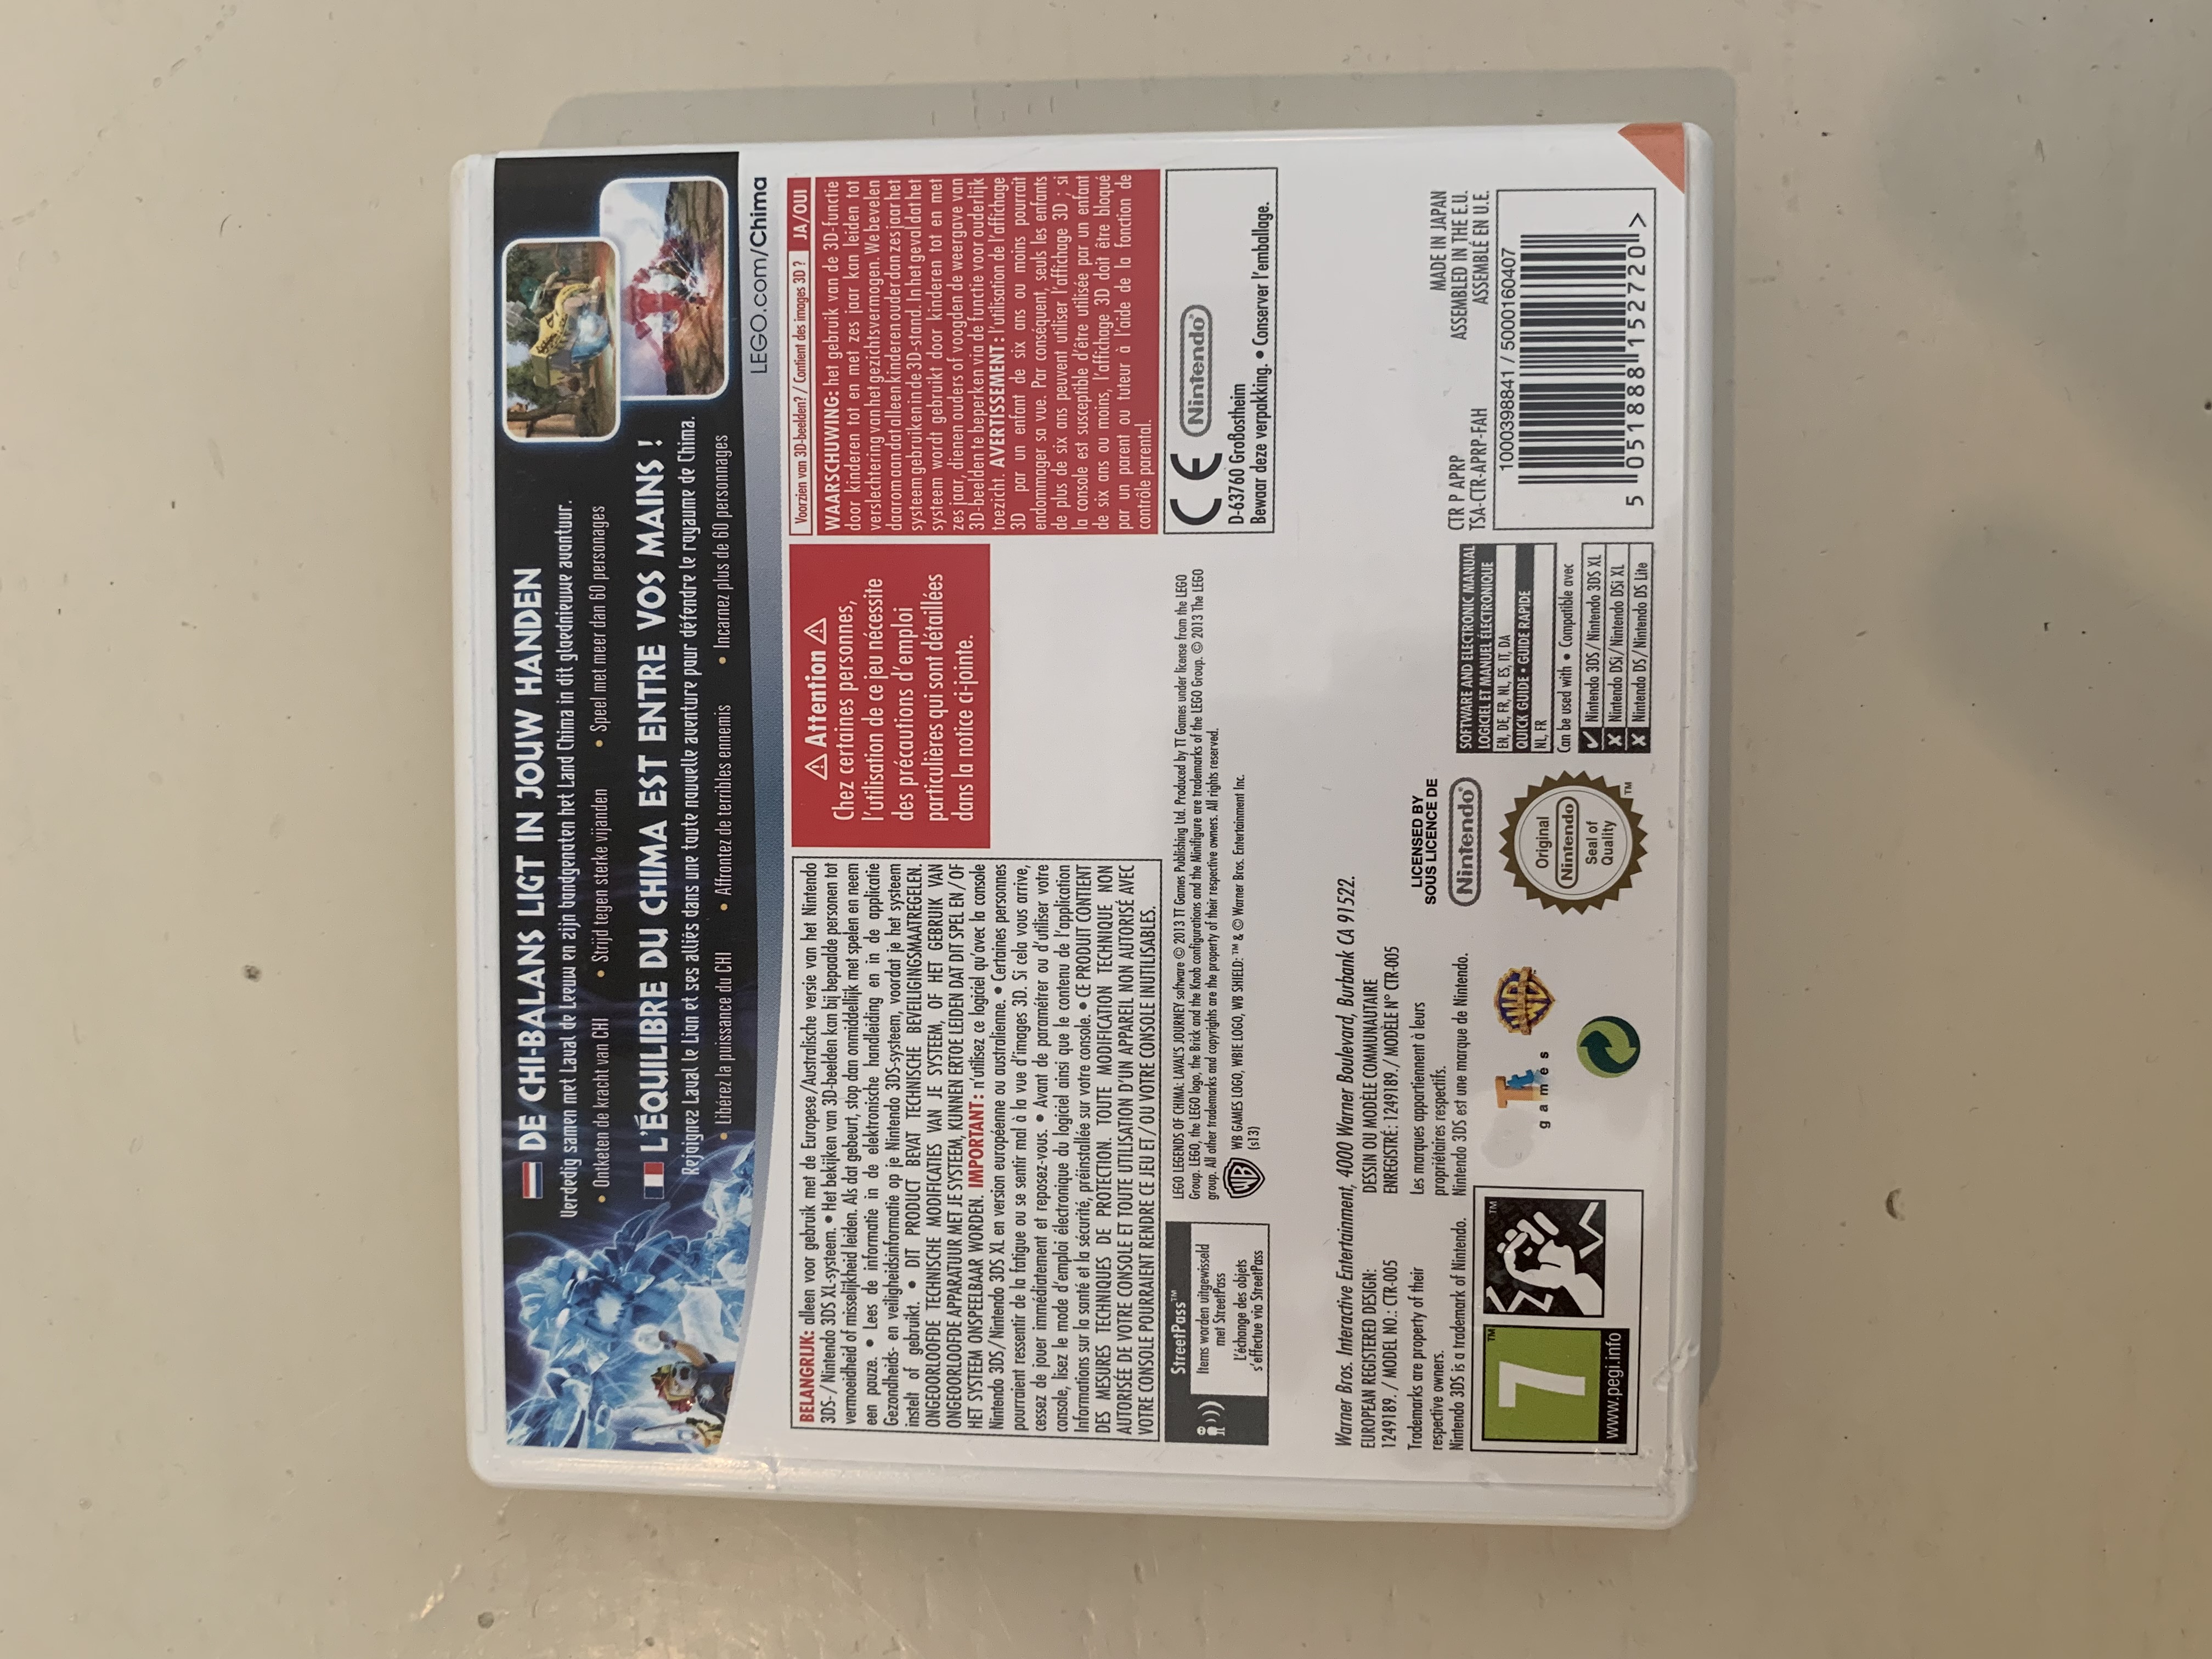 DE CHI-BALANS LIGT IN JOUW HANDEN
Verdedig samen met Laval de Leeuw en zijn bondgenoten het Land Chima in dit gloednieuwe avontuur.
• Ontketen de kracht van CHI • Strijd tegen sterke vijanden • Speel met meer dan 60 personages
L'ÉQUILIBRE DU CHIMA EST ENTRE VOS MAINS !
Rejoignez Laval le Lion et ses alliés dans une toute nouvelle aventure pour défendre le royaume de Chima.
• Libérez la puissance du CHI • Affrontez de terribles ennemis • Incarnez plus de 60 personnages
LEGO.com/Chima
BELANGRIJK: alleen voor gebruik met de Europese/Australische versie van het Nintendo
3DS-/Nintendo 3DS XL-systeem. • Het bekijken van 3D-beelden kan bij bepaalde personen tot
vermoeidheid of misselijkheid leiden. Als dat gebeurt, stop dan onmiddellijk met spelen en neem
een pauze. • Lees de informatie in de elektronische handleiding en in de applicatie
Gezondheids- en veiligheidsinformatie op je Nintendo 3DS-systeem, voordat je het systeem
instelt of gebruikt. • DIT PRODUCT BEVAT TECHNISCHE BEVEILIGINGSMAATREGELEN.
ONGEOORLOOFDE TECHNISCHE MODIFICATIES VAN JE SYSTEEM, OF HET GEBRUIK VAN
ONGEOORLOOFDE APPARATUUR MET JE SYSTEEM, KUNNEN ERTOE LEIDEN DAT DIT SPEL EN/OF
HET SYSTEEM ONSPEELBAAR WORDEN. IMPORTANT: n'utilisez ce logiciel qu'avec la console
Nintendo 3DS/Nintendo 3DS XL en version européenne ou australienne. • Certaines personnes
pourraient ressentir de la fatigue ou se sentir mal à la vue d'images 3D. Si cela vous arrive,
cessez de jouer immédiatement et reposez-vous. • Avant de paramétrer ou d'utiliser votre
console, lisez le mode d'emploi électronique du logiciel ainsi que le contenu de l'application
Informations sur la santé et la sécurité, préinstallée sur votre console. • CE PRODUIT CONTIENT
DES MESURES TECHNIQUES DE PROTECTION. TOUTE MODIFICATION TECHNIQUE NON
AUTORISÉE DE VOTRE CONSOLE ET TOUTE UTILISATION D'UN APPAREIL NON AUTORISÉ AVEC
VOTRE CONSOLE POURRAIENT RENDRE CE JEU ET/OU VOTRE CONSOLE INUTILISABLES.
⚠ Attention ⚠
Chez certaines personnes,
l'utilisation de ce jeu nécessite
des précautions d'emploi
particulières qui sont détaillées
dans la notice ci-jointe.
Voorzien van 3D-beelden? / Contient des images 3D ? JA/OUI
WAARSCHUWING: het gebruik van de 3D-functie
door kinderen tot en met zes jaar kan leiden tot
verslechtering van het gezichtsvermogen. We bevelen
daarom aan dat alleen kinderen ouder dan zes jaar het
systeem gebruiken in de 3D-stand. In het geval dat het
systeem wordt gebruikt door kinderen tot en met
zes jaar, dienen ouders of voogden de weergave van
3D-beelden te beperken via de functie voor ouderlijk
toezicht. AVERTISSEMENT: l'utilisation de l'affichage
3D par un enfant de six ans ou moins pourrait
endommager sa vue. Par conséquent, seuls les enfants
de plus de six ans peuvent utiliser l'affichage 3D ; si
la console est susceptible d'être utilisée par un enfant
de six ans ou moins, l'affichage 3D doit être bloqué
par un parent ou tuteur à l'aide de la fonction de
contrôle parental.
StreetPass™
Items worden uitgewisseld
met StreetPass
L'échange des objets
s'effectue via StreetPass
LEGO LEGENDS OF CHIMA: LAVAL'S JOURNEY software © 2013 TT Games Publishing Ltd. Produced by TT Games under license from the LEGO
Group. LEGO, the LEGO logo, the Brick and the Knob configurations and the Minifigure are trademarks of the LEGO Group. © 2013 The LEGO
group. All other trademarks and copyrights are the property of their respective owners. All rights reserved.
WB WB GAMES LOGO, WBIE LOGO, WB SHIELD: ™ & © Warner Bros. Entertainment Inc.
(s13)
CE Nintendo®
D-63760 Großostheim
Bewaar deze verpakking. • Conserver l'emballage.
Warner Bros. Interactive Entertainment, 4000 Warner Boulevard, Burbank CA 91522.
EUROPEAN REGISTERED DESIGN:
1249189. / MODEL NO.: CTR-005
Trademarks are property of their
respective owners.
Nintendo 3DS is a trademark of Nintendo.
DESSIN OU MODÈLE COMMUNAUTAIRE
ENREGISTRÉ: 1249189./ MODÈLE N° CTR-005
Les marques appartiennent à leurs
propriétaires respectifs.
Nintendo 3DS est une marque de Nintendo.
7 ™
www.pegi.info
™
Tt
games
WB
LICENSED BY
SOUS LICENCE DE
Nintendo®
Original
Nintendo
Seal of
Quality
™
SOFTWARE AND ELECTRONIC MANUAL
LOGICIEL ET MANUEL ÉLECTRONIQUE
EN, DE, FR, NL, ES, IT, DA
QUICK GUIDE • GUIDE RAPIDE
NL, FR
Can be used with • Compatible avec
✓ Nintendo 3DS/Nintendo 3DS XL
✗ Nintendo DSi/Nintendo DSi XL
✗ Nintendo DS/Nintendo DS Lite
CTR P APRP
TSA-CTR-APRP-FAH
MADE IN JAPAN
ASSEMBLED IN THE E.U.
ASSEMBLÉ EN U.E.
1000398841 / 5000160407
5 051888 152720 >